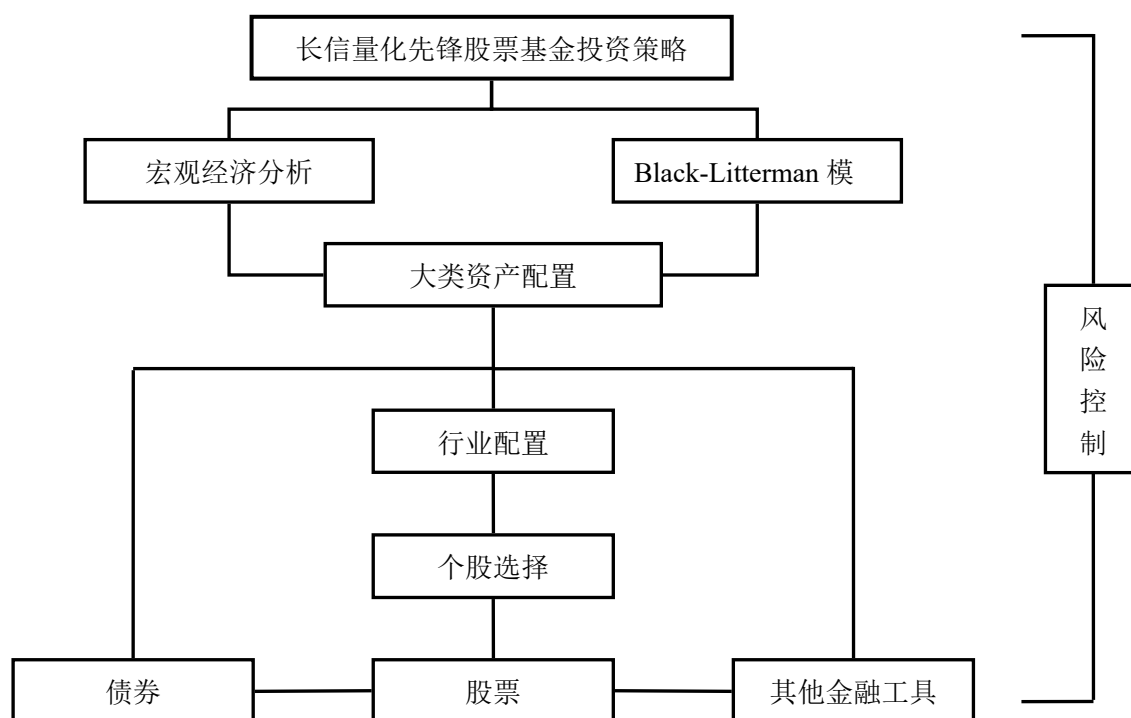 长信量化先锋股票基金投资策略
宏观经济分析
Black-Litterman 模
大类资产配置
风
险
控
制
行业配置
个股选择
债券
股票
其他金融工具